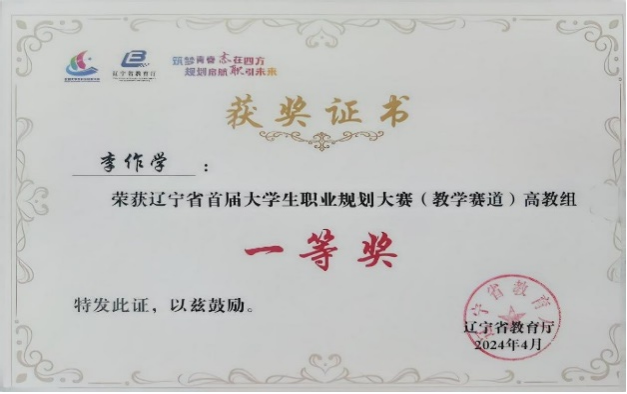 辽宁省教育厅
筑梦青春志在四方
规划启航职引未来
获奖证书
李作学:
荣获辽宁省首届大学生职业规划大赛(教学赛道)高教组
一等奖
特发此证,以兹鼓励。
辽宁省教育厅
辽宁省教育厅
2024年4月